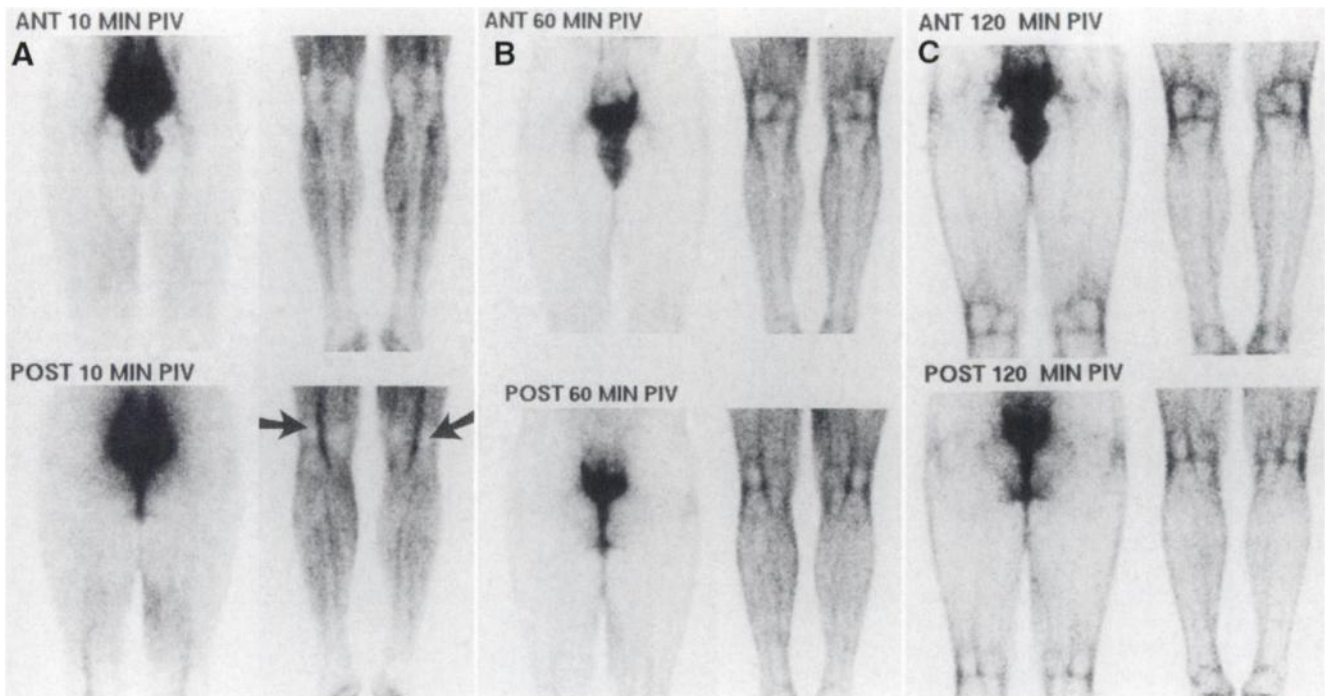 ANT 10 MIN PIV
A
POST 10 MIN PIV
ANT 60 MIN PIV
B
POST 60 MIN PIV
ANT 120 MIN PIV
C
POST 120 MIN PIV